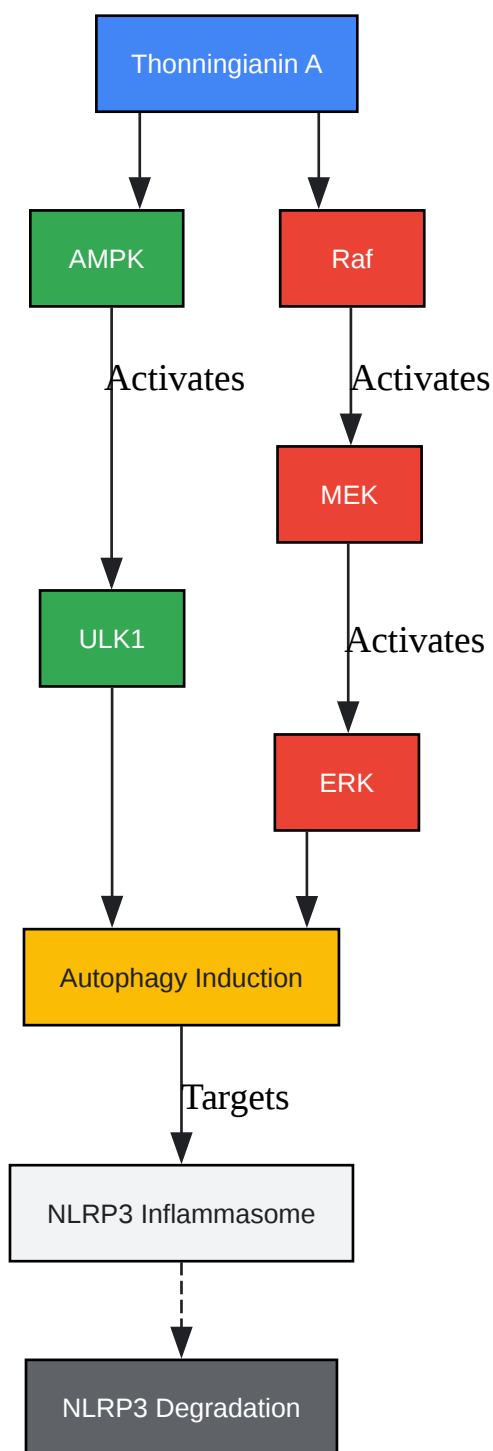 Thonningianin A
AMPK
Raf
Activates
Activates
MEK
ULK1
Activates
ERK
Autophagy Induction
Targets
NLRP3 Inflammasome
NLRP3 Degradation